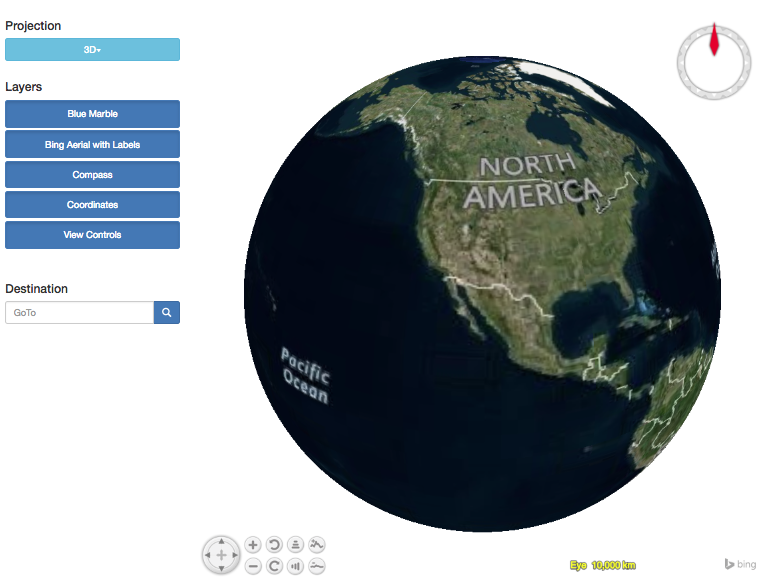 Projection
3D
Layers
Blue Marble
Bing Aerial with Labels
Compass
Coordinates
View Controls
Destination
GoTo
NORTH
AMERICA
Pacific
Ocean
Eye 10,000 km
bing